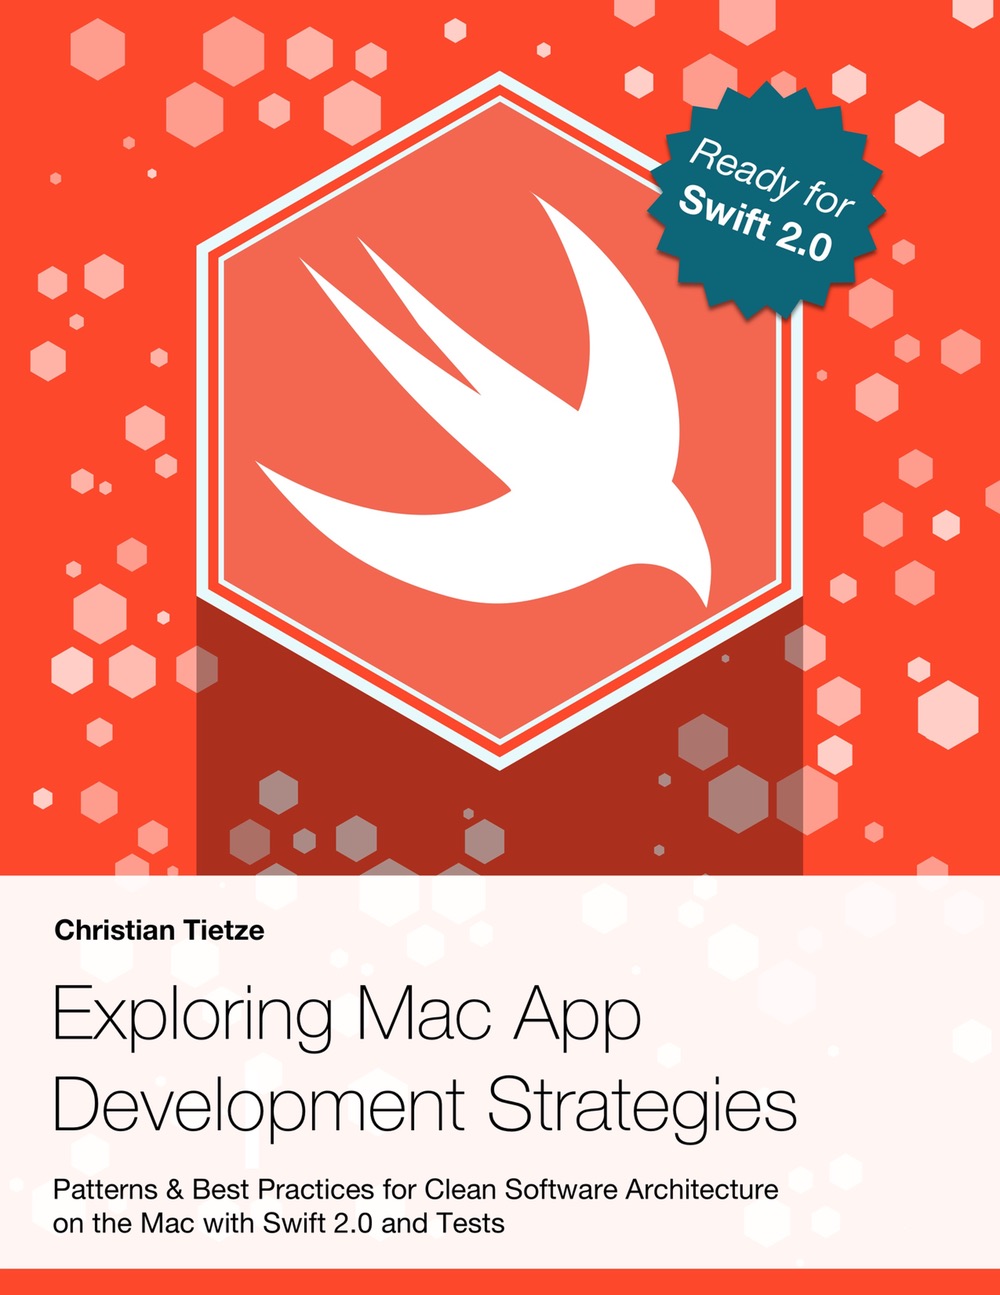 Ready for
Swift 2.0
Christian Tietze
Exploring Mac App
Development Strategies
Patterns & Best Practices for Clean Software Architecture
on the Mac with Swift 2.0 and Tests